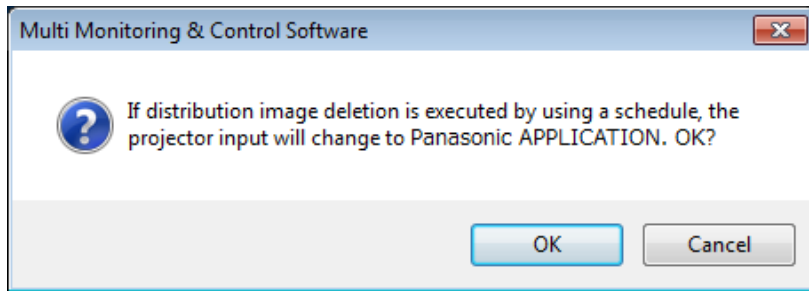 Multi Monitoring & Control Software
If distribution image deletion is executed by using a schedule, the
projector input will change to Panasonic APPLICATION. OK?
OK
Cancel